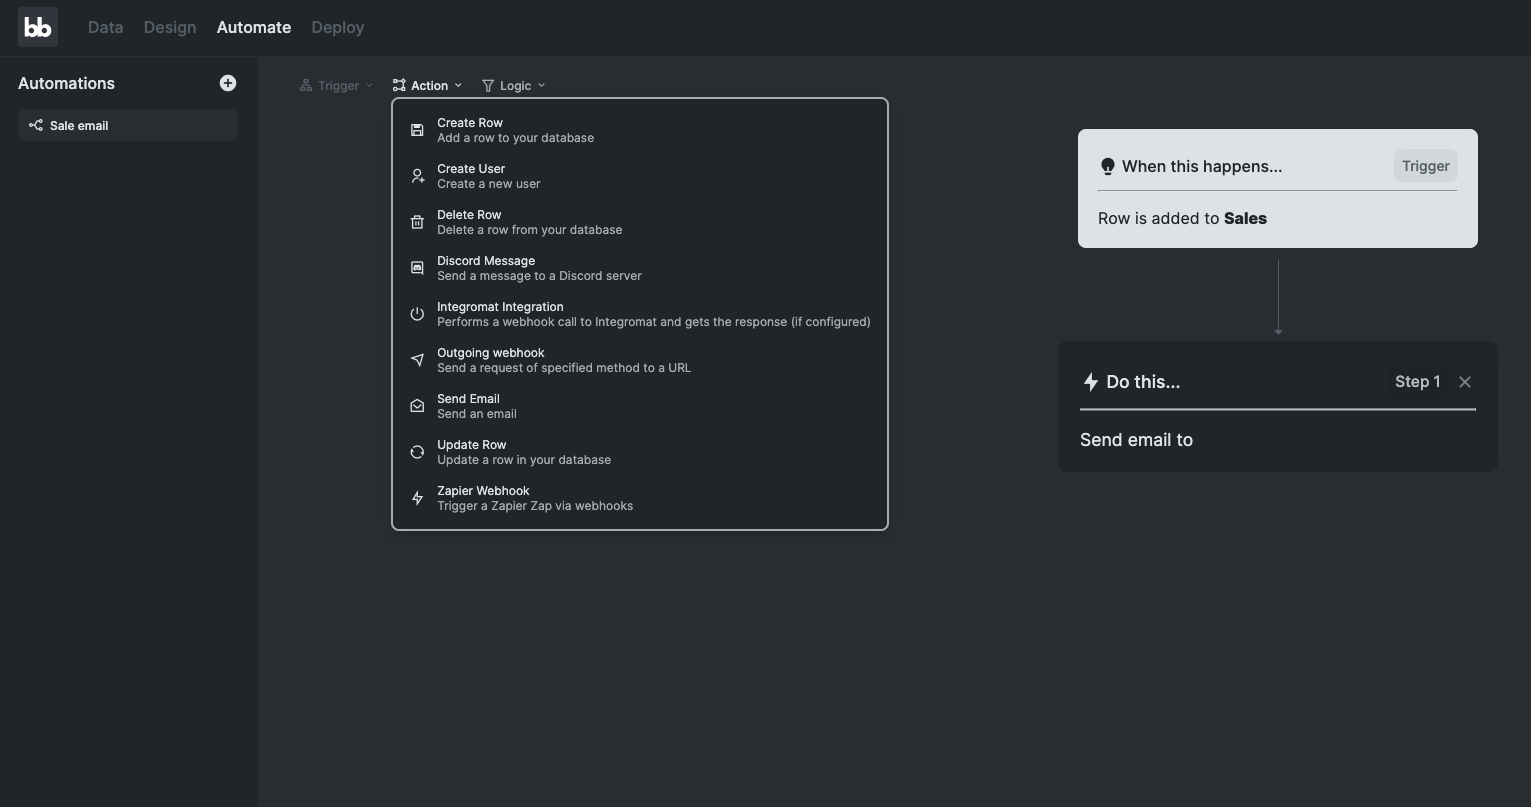 bb Data Design Automate Deploy
Automations
Sale email
Trigger Action Logic
Create Row
Add a row to your database
Create User
Create a new user
Delete Row
Delete a row from your database
Discord Message
Send a message to a Discord server
Integromat Integration
Performs a webhook call to Integromat and gets the response (if configured)
Outgoing webhook
Send a request of specified method to a URL
Send Email
Send an email
Update Row
Update a row in your database
Zapier Webhook
Trigger a Zapier Zap via webhooks
When this happens... Trigger
Row is added to Sales
Do this... Step 1
Send email to